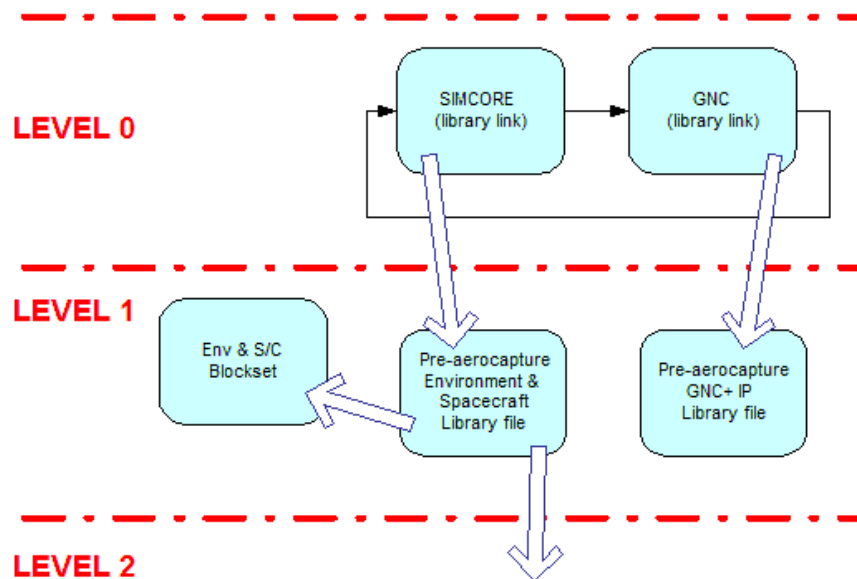 LEVEL 0
SIMCORE
(library link)
GNC
(library link)
LEVEL 1
Env & S/C
Blockset
Pre-aerocapture
Environment &
Spacecraft
Library file
Pre-aerocapture
GNC+ IP
Library file
LEVEL 2